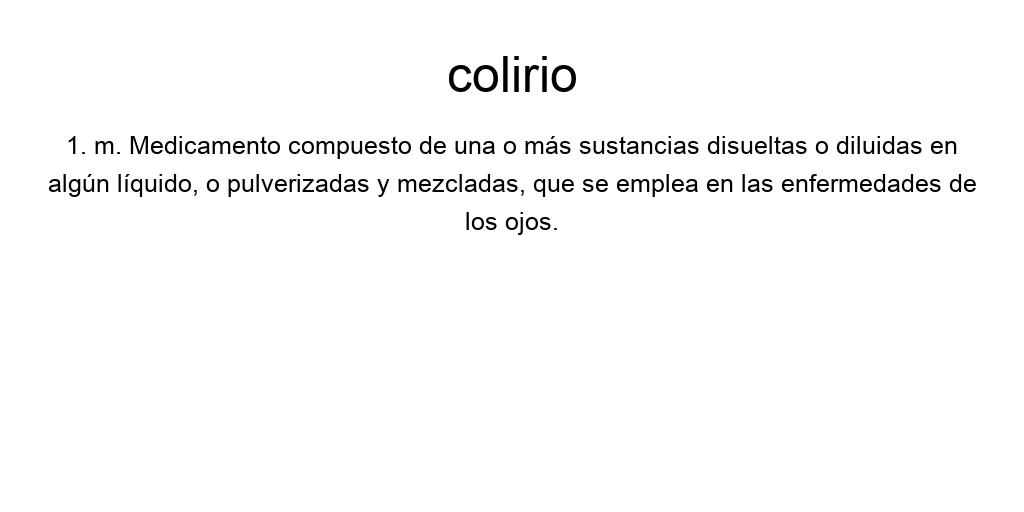 colirio
1. m. Medicamento compuesto de una o más sustancias disueltas o diluidas en
algún líquido, o pulverizadas y mezcladas, que se emplea en las enfermedades de
los ojos.